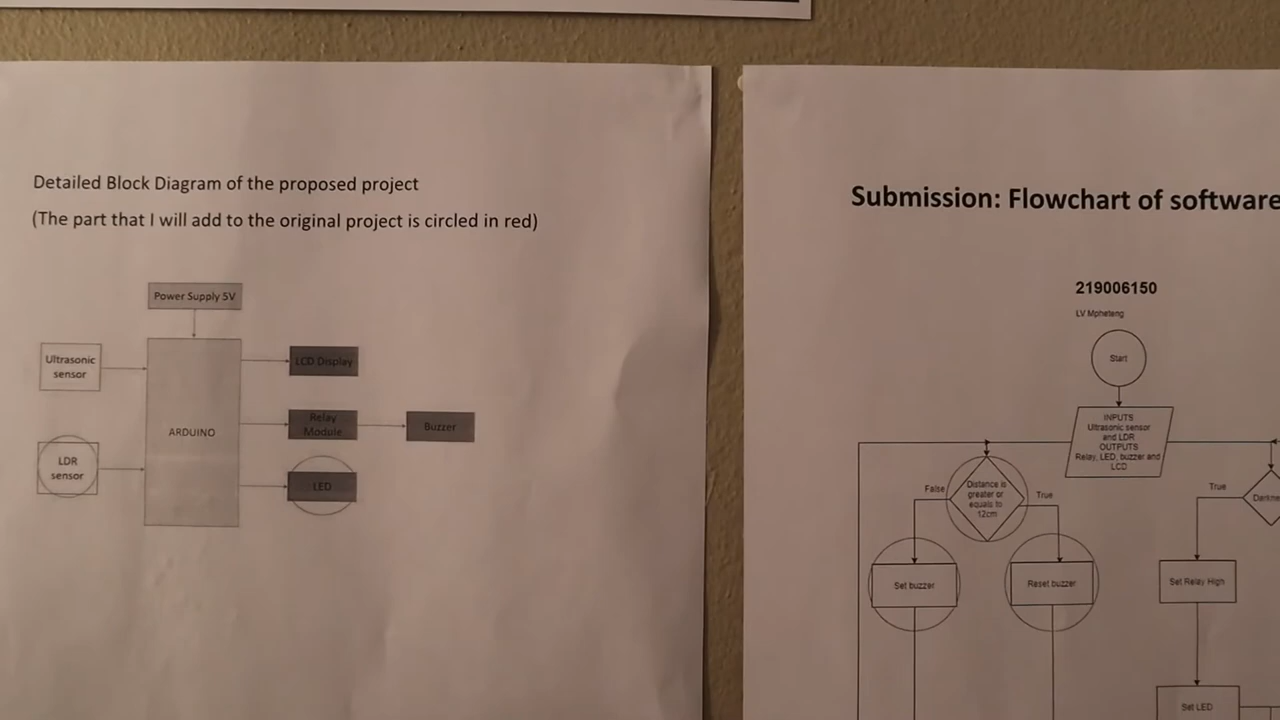 Detailed Block Diagram of the proposed project
(The part that I will add to the original project is circled in red)
Power Supply 5V
Ultrasonic
sensor
LCD Display
ARDUINO
Relay
Module
Buzzer
LDR
sensor
LED
Submission: Flowchart of software
219006150
LV Mpheteng
Start
INPUTS
Ultrasonic sensor
and LDR
OUTPUTS
Relay, LED, buzzer and
LCD
False
Distance is
greater or
equals to
12cm
True
True
Set buzzer
Reset buzzer
Set Relay High
Set LED